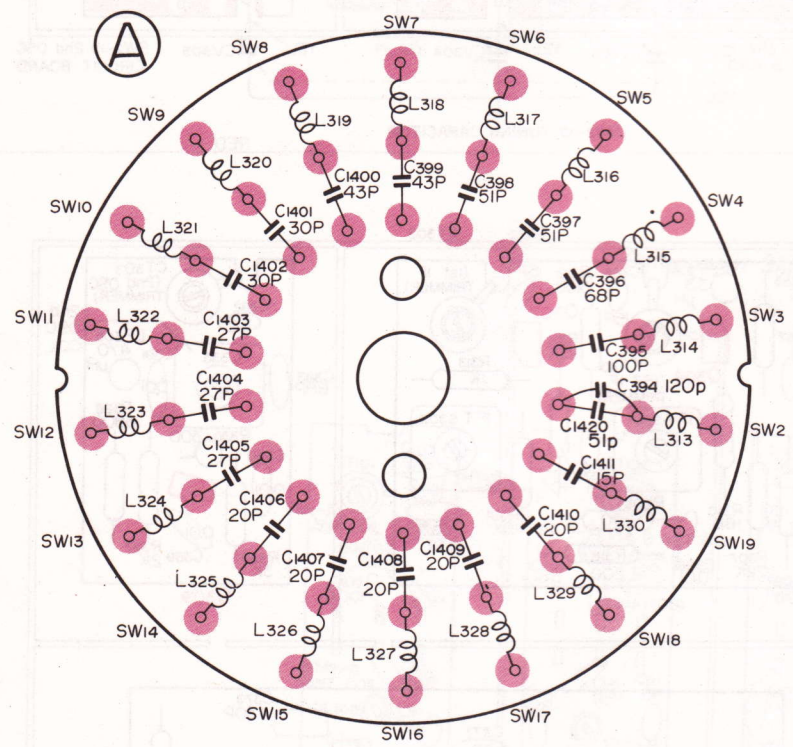 A
SW7
SW8
SW6
SW9
SW5
SW10
SW4
SW11
SW3
SW12
SW2
SW13
SW19
SW14
SW18
SW15
SW17
SW16
L318
C399
43P
L317
C398
51P
L316
C397
51P
L315
C396
68P
L314
C395
100P
C394 120p
C1420
51p
L313
C1411
15P
L330
C1410
20P
L329
C1409
20P
L328
C1408
20P
L327
C1407
20P
L326
C1406
20P
L325
C1405
27P
L324
C1404
27P
L323
C1403
27P
L322
C1402
30P
L321
C1401
30P
L320
C1400
43P
L319